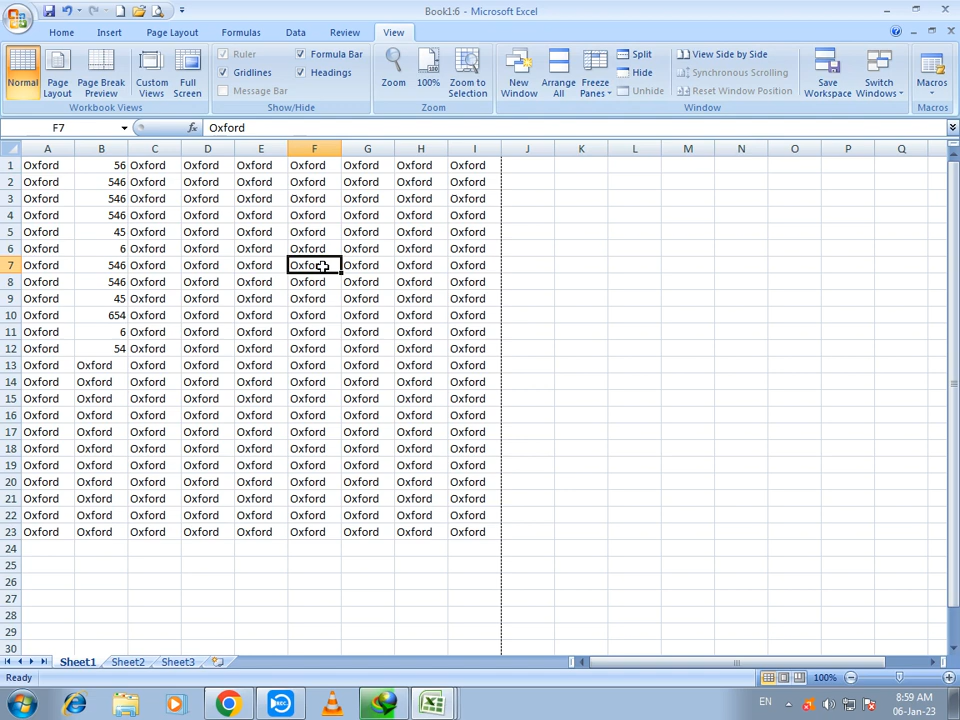 Book1:6 - Microsoft Excel
Home Insert Page Layout Formulas Data Review View
Normal Page Layout Page Break Preview Custom Views Full Screen
Workbook Views
Ruler Formula Bar
Gridlines Headings
Message Bar
Show/Hide
Zoom 100% Zoom to Selection
Zoom
New Window Arrange All Freeze Panes
Split View Side by Side
Hide Synchronous Scrolling
Unhide Reset Window Position
Save Workspace Switch Windows
Window
Macros
Macros
F7 fx Oxford
A B C D E F G H I J K L M N O P Q
1 Oxford 56 Oxford Oxford Oxford Oxford Oxford Oxford Oxford
2 Oxford 546 Oxford Oxford Oxford Oxford Oxford Oxford Oxford
3 Oxford 546 Oxford Oxford Oxford Oxford Oxford Oxford Oxford
4 Oxford 546 Oxford Oxford Oxford Oxford Oxford Oxford Oxford
5 Oxford 45 Oxford Oxford Oxford Oxford Oxford Oxford Oxford
6 Oxford 6 Oxford Oxford Oxford Oxford Oxford Oxford Oxford
7 Oxford 546 Oxford Oxford Oxford Oxford Oxford Oxford Oxford
8 Oxford 546 Oxford Oxford Oxford Oxford Oxford Oxford Oxford
9 Oxford 45 Oxford Oxford Oxford Oxford Oxford Oxford Oxford
10 Oxford 654 Oxford Oxford Oxford Oxford Oxford Oxford Oxford
11 Oxford 6 Oxford Oxford Oxford Oxford Oxford Oxford Oxford
12 Oxford 54 Oxford Oxford Oxford Oxford Oxford Oxford Oxford
13 Oxford Oxford Oxford Oxford Oxford Oxford Oxford Oxford Oxford
14 Oxford Oxford Oxford Oxford Oxford Oxford Oxford Oxford Oxford
15 Oxford Oxford Oxford Oxford Oxford Oxford Oxford Oxford Oxford
16 Oxford Oxford Oxford Oxford Oxford Oxford Oxford Oxford Oxford
17 Oxford Oxford Oxford Oxford Oxford Oxford Oxford Oxford Oxford
18 Oxford Oxford Oxford Oxford Oxford Oxford Oxford Oxford Oxford
19 Oxford Oxford Oxford Oxford Oxford Oxford Oxford Oxford Oxford
20 Oxford Oxford Oxford Oxford Oxford Oxford Oxford Oxford Oxford
21 Oxford Oxford Oxford Oxford Oxford Oxford Oxford Oxford Oxford
22 Oxford Oxford Oxford Oxford Oxford Oxford Oxford Oxford Oxford
23 Oxford Oxford Oxford Oxford Oxford Oxford Oxford Oxford Oxford
24
25
26
27
28
29
30
Sheet1 Sheet2 Sheet3
Ready 100%
EN 8:59 AM
06-Jan-23